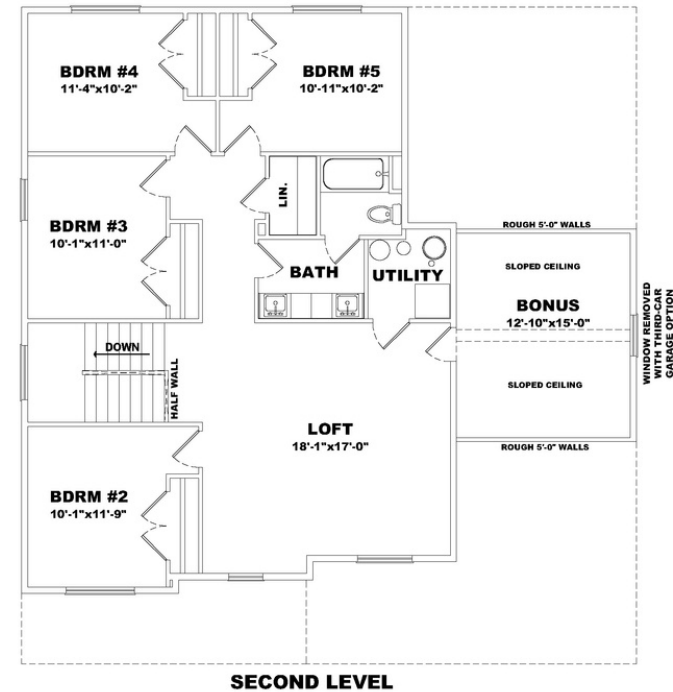 BDRM #4
11'-4"x10'-2"
BDRM #5
10'-11"x10'-2"
LIN.
BDRM #3
10'-1"x11'-0"
BATH
UTILITY
ROUGH 5'-0" WALLS
SLOPED CEILING
BONUS
12'-10"x15'-0"
SLOPED CEILING
ROUGH 5'-0" WALLS
WINDOW REMOVED
WITH THIRD-CAR
GARAGE OPTION
DOWN
HALF WALL
LOFT
18'-1"x17'-0"
BDRM #2
10'-1"x11'-9"
SECOND LEVEL